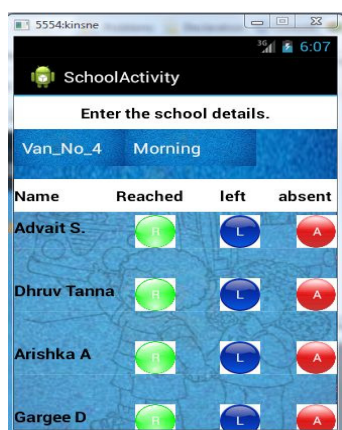 5554:kinsne
36 6:07
SchoolActivity
Enter the school details.
Van_No_4 Morning
Name Reached left absent
Advait S. R L A
Dhruv Tanna R L A
Arishka A R L A
Gargee D R L A